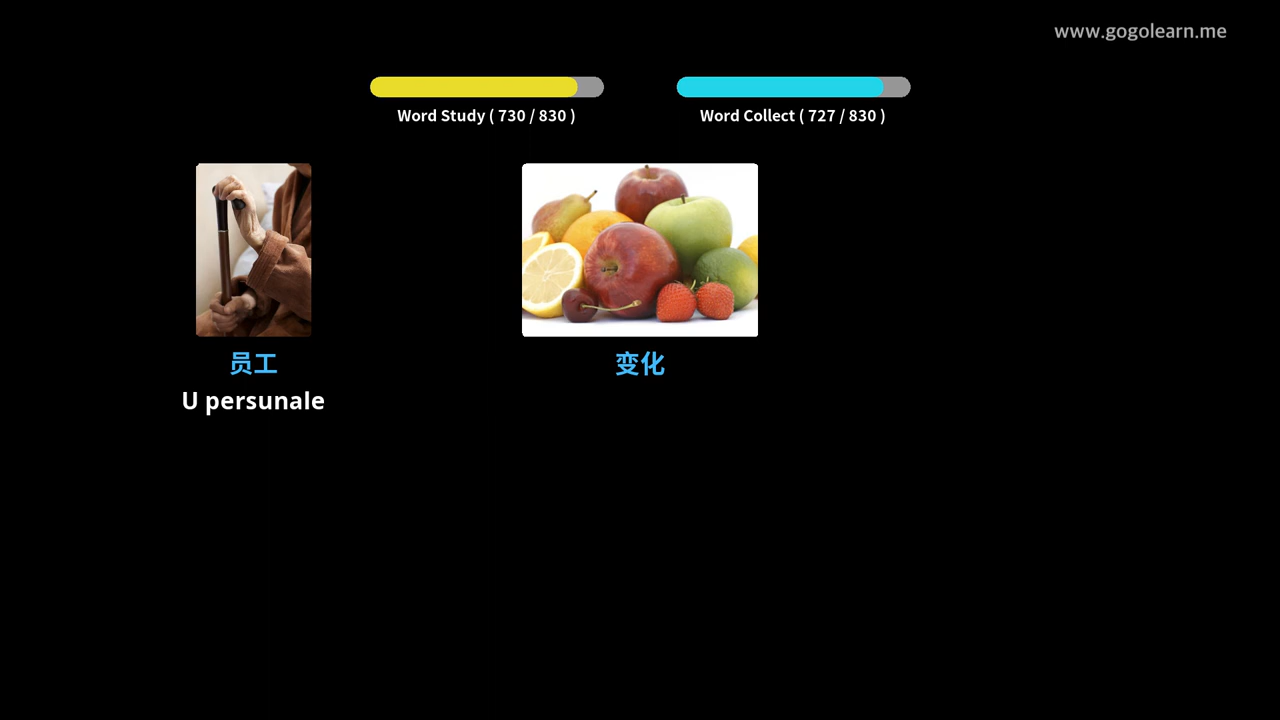 www.gogolearn.me
Word Study ( 730 / 830 )
Word Collect ( 727 / 830 )
员工
变化
U persunale